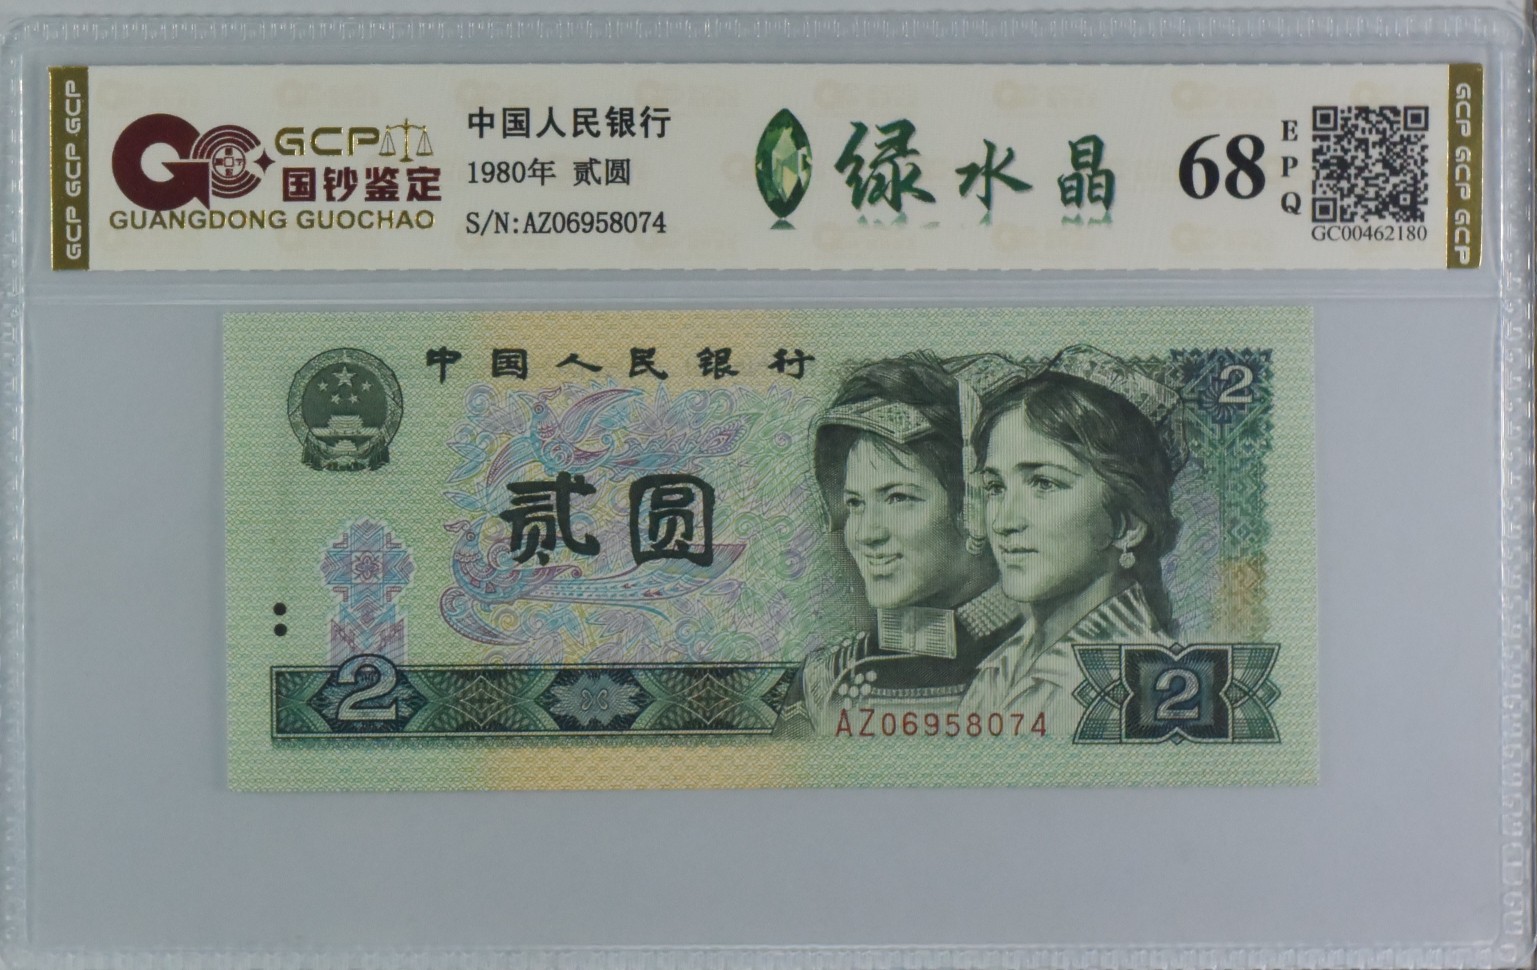 GCP GCP GCP
GCP
国钞鉴定
GUANGDONG GUOCHAO
中国人民银行
1980年 贰圆
S/N:AZ06958074
绿水晶
68
EPQ
GC00462180
GCP GCP GCP
中国人民银行
2
贰圆
2
AZ06958074
2